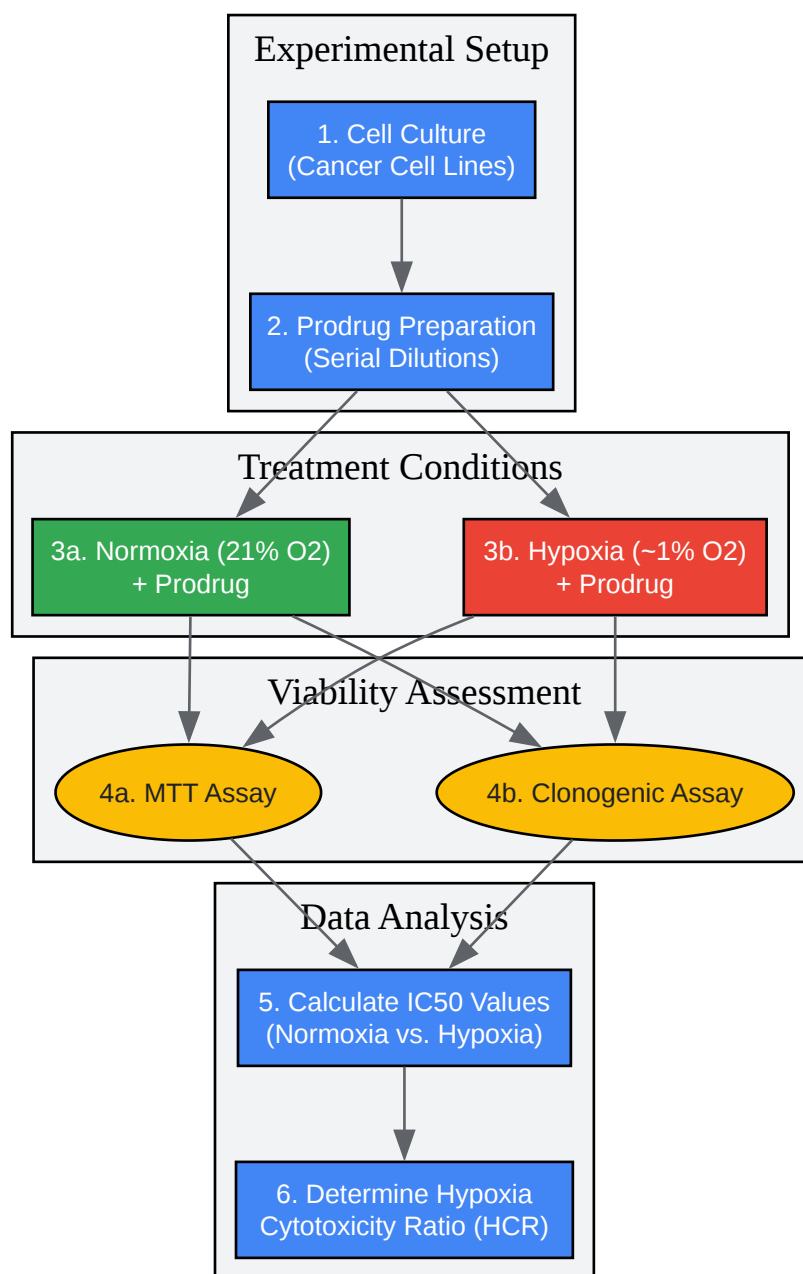 Experimental Setup
1. Cell Culture
(Cancer Cell Lines)
2. Prodrug Preparation
(Serial Dilutions)
Treatment Conditions
3a. Normoxia (21% O2)
+ Prodrug
3b. Hypoxia (~1% O2)
+ Prodrug
Viability Assessment
4a. MTT Assay
4b. Clonogenic Assay
Data Analysis
5. Calculate IC50 Values
(Normoxia vs. Hypoxia)
6. Determine Hypoxia
Cytotoxicity Ratio (HCR)